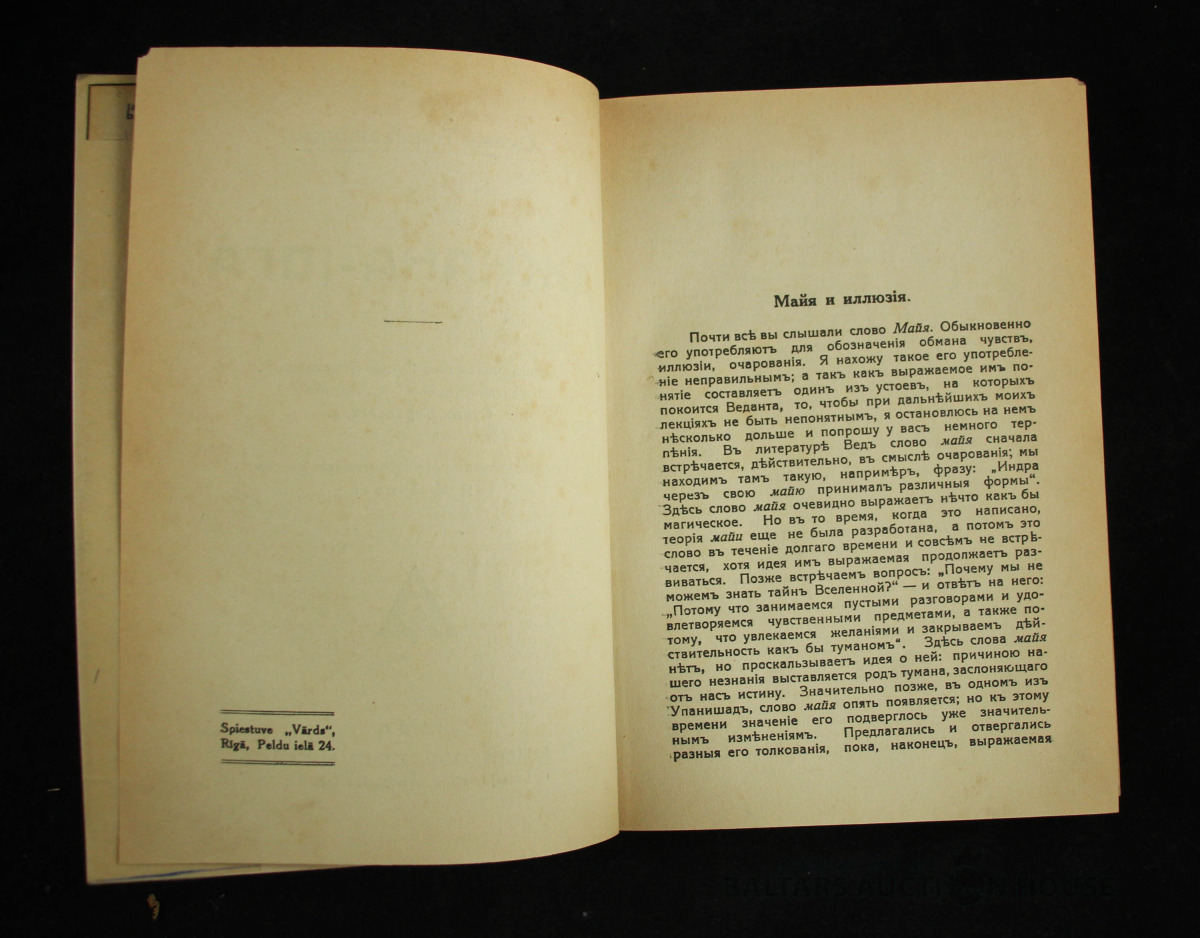 Spiestuve „Vārds“,
Rīgā, Peldu ielā 24.
Майя и иллюзія.
Почти всѣ вы слышали слово Майя. Обыкновенно
его употребляютъ для обозначенія обмана чувствъ,
иллюзіи, очарованія. Я нахожу такое его употребле-
ніе неправильнымъ; а такъ какъ выражаемое имъ по-
нятіе составляетъ одинъ изъ устоевъ, на которыхъ
покоится Веданта, то, чтобы при дальнѣйшихъ моихъ
лекціяхъ не быть непонятнымъ, я остановлюсь на немъ
нѣсколько дольше и попрошу у васъ немного тер-
пѣнія. Въ литературѣ Ведъ слово майя сначала
встрѣчается, дѣйствительно, въ смыслѣ очарованія; мы
находимъ тамъ такую, напримѣръ, фразу: „Индра
черезъ свою майю принималъ различныя формы“.
Здѣсь слово майя очевидно выражаетъ нѣчто какъ бы
магическое. Но въ то время, когда это написано,
теорія майи еще не была разработана, а потомъ это
слово въ теченіе долгаго времени и совсѣмъ не встрѣ-
чается, хотя идея имъ выражаемая продолжаетъ раз-
виваться. Позже встрѣчаемъ вопросъ: „Почему мы не
можемъ знать тайнъ Вселенной?“ — и отвѣтъ на него:
„Потому что занимаемся пустыми разговорами и удо-
влетворяемся чувственными предметами, а также по-
тому, что увлекаемся желаніями и закрываемъ дѣй-
ствительность какъ бы туманомъ“. Здѣсь слова майя
нѣтъ, но проскальзываетъ идея о ней: причиною на-
шего незнанія выставляется родъ тумана, заслоняющаго
отъ насъ истину. Значительно позже, въ одномъ изъ
Упанишадъ, слово майя опять появляется; но къ этому
времени значеніе его подверглось уже значитель-
нымъ измѣненіямъ. Предлагались и отвергались
разныя его толкованія, пока, наконецъ, выражаемая
BALTARS AUCTION HOUSE